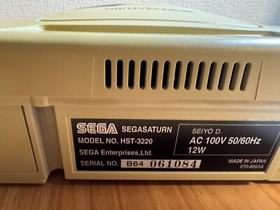 SEGA SEGASATURN
MODEL NO. HST-3220
SEGA Enterprises,Ltd.
SERIAL NO. B64 061084
SEIYO D.
AC 100V 50/60Hz
12W
MADE IN JAPAN